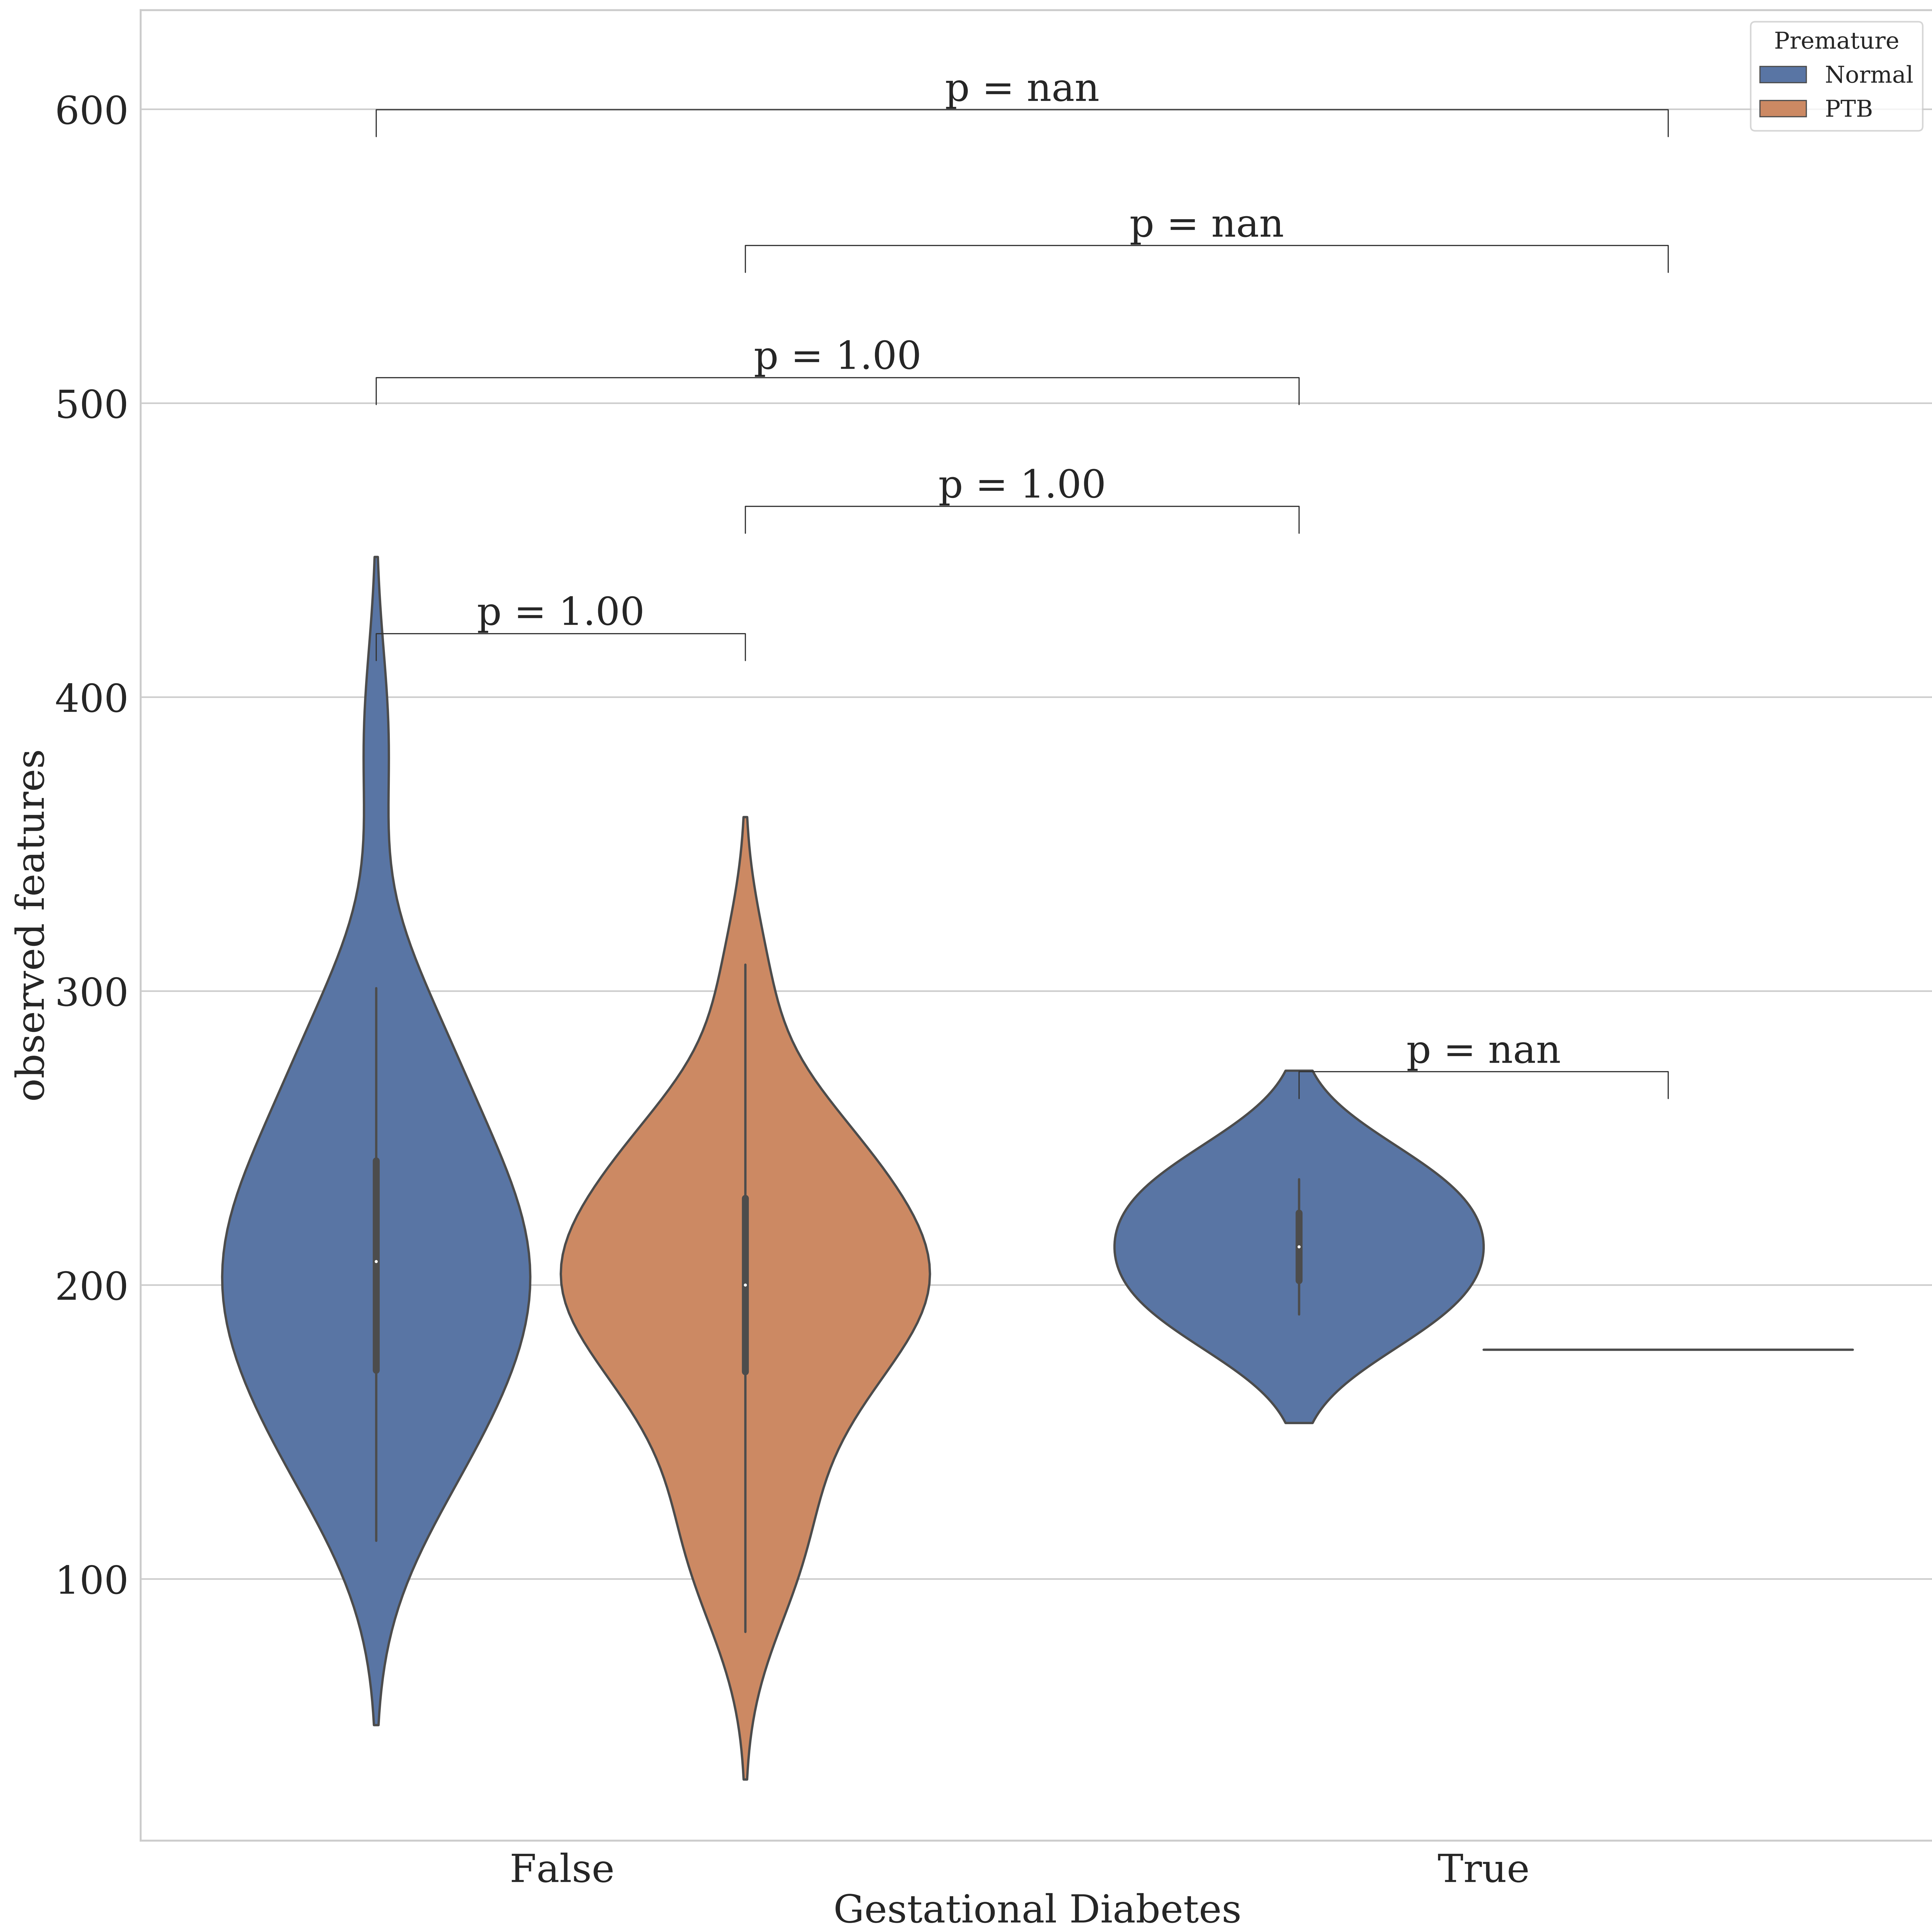 Premature
Normal
PTB
p = nan
p = nan
p = 1.00
p = 1.00
p = 1.00
p = nan
600
500
400
300
200
100
observed features
False
True
Gestational Diabetes